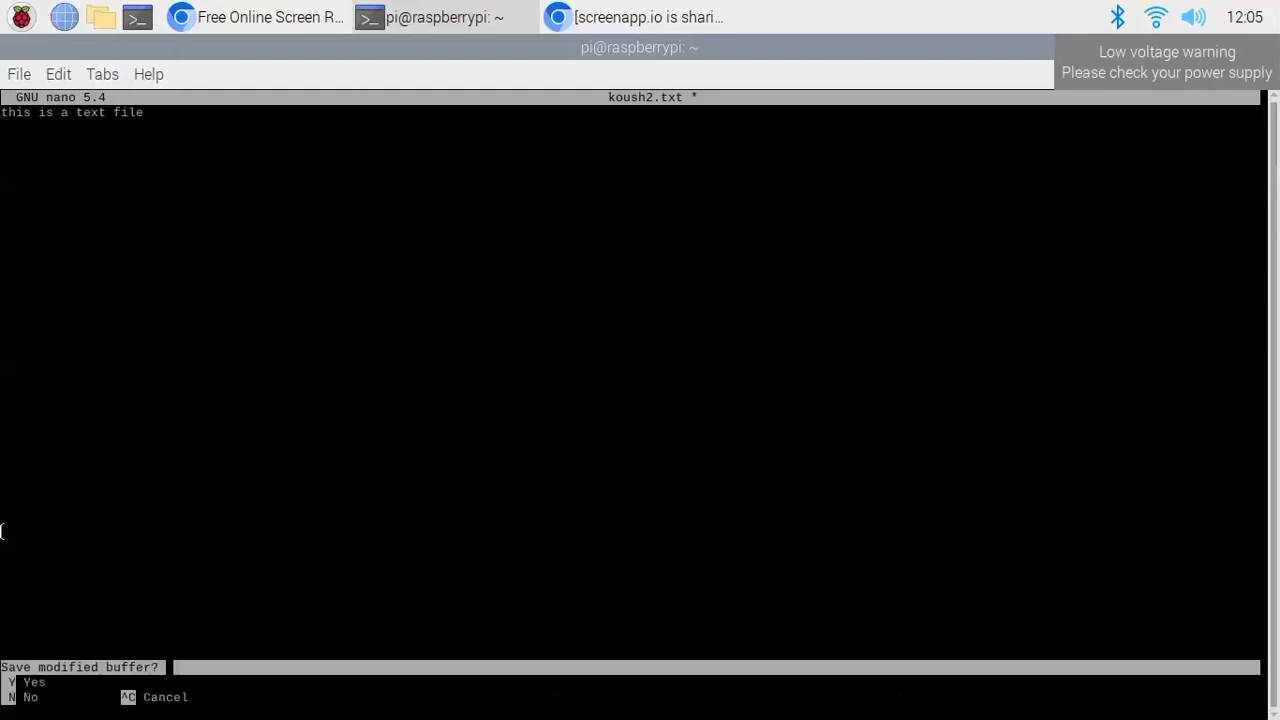 Free Online Screen R... pi@raspberrypi: ~ [screenapp.io is shari... 12:05
pi@raspberrypi: ~
Low voltage warning
Please check your power supply
File Edit Tabs Help
GNU nano 5.4 koush2.txt *
this is a text file
Save modified buffer?
Y Yes
N No ^C Cancel